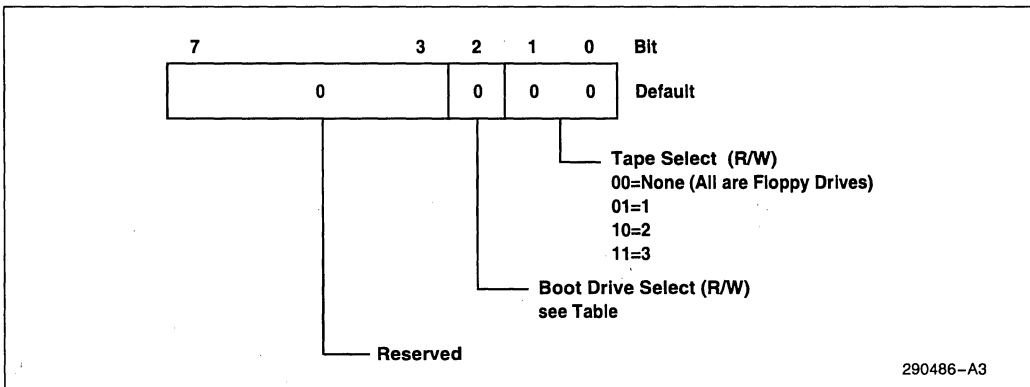 7 3 2 1 0 Bit
0 0 0 0 Default
Tape Select (R/W)
00=None (All are Floppy Drives)
01=1
10=2
11=3
Boot Drive Select (R/W)
see Table
Reserved
290486–A3